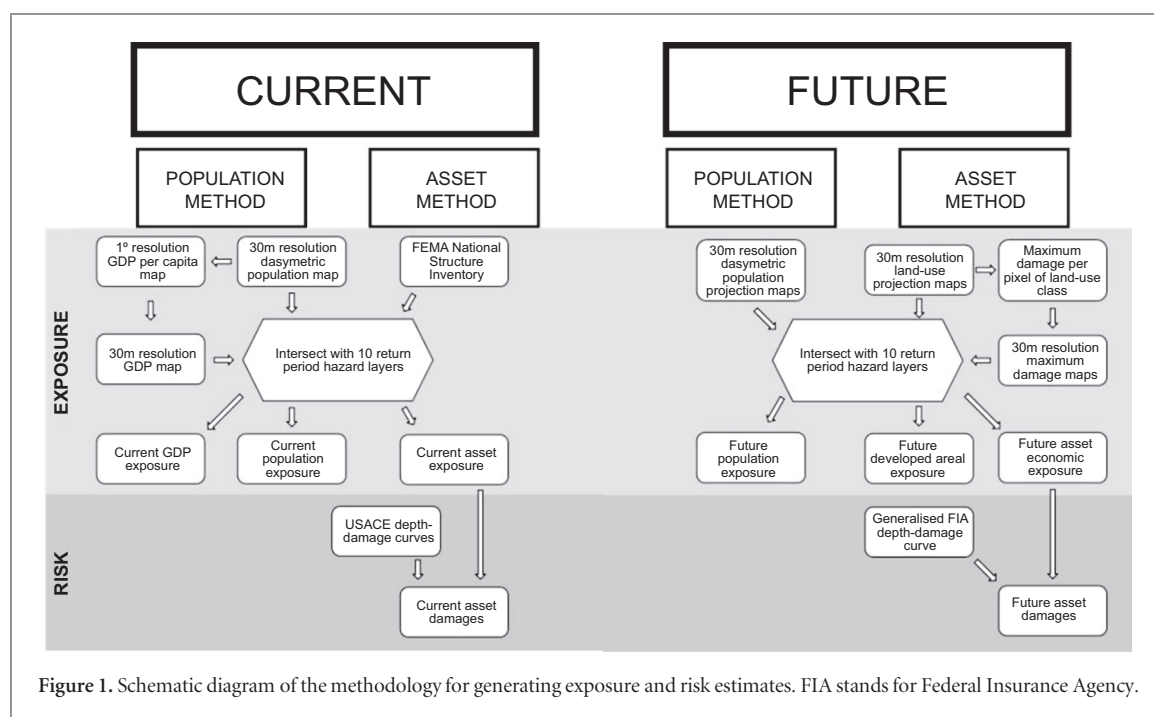 CURRENT
FUTURE
POPULATION
METHOD
ASSET
METHOD
POPULATION
METHOD
ASSET
METHOD
EXPOSURE
1º resolution
GDP per capita
map
30m resolution
dasymetric
population map
FEMA National
Structure
Inventory
30m resolution
dasymetric
population
projection maps
30m resolution
land-use
projection maps
Maximum
damage per
pixel of land-use
class
30m resolution
GDP map
Intersect with 10 return
period hazard layers
Intersect with 10 return
period hazard layers
30m resolution
maximum
damage maps
Current GDP
exposure
Current
population
exposure
Current asset
exposure
Future
population
exposure
Future
developed areal
exposure
Future asset
economic
exposure
RISK
USACE depth-
damage curves
Generalised FIA
depth-damage
curve
Current asset
damages
Future asset
damages
Figure 1. Schematic diagram of the methodology for generating exposure and risk estimates. FIA stands for Federal Insurance Agency.